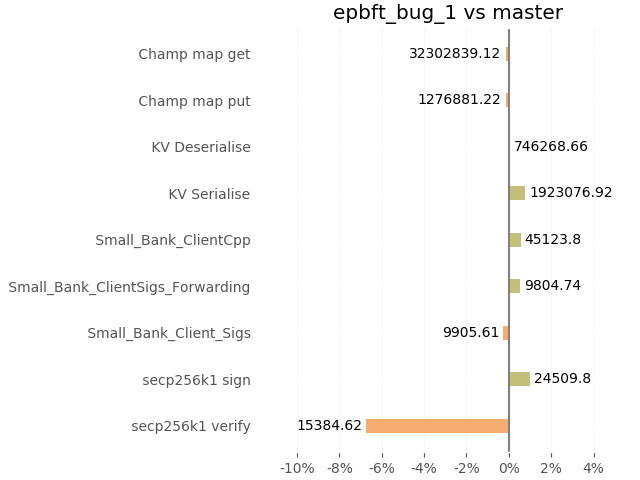 epbft_bug_1 vs master
Champ map get 32302839.12
Champ map put 1276881.22
KV Deserialise 746268.66
KV Serialise 1923076.92
Small_Bank_ClientCpp 45123.8
Small_Bank_ClientSigs_Forwarding 9804.74
Small_Bank_Client_Sigs 9905.61
secp256k1 sign 24509.8
secp256k1 verify 15384.62
-10% -8% -6% -4% -2% 0% 2% 4%